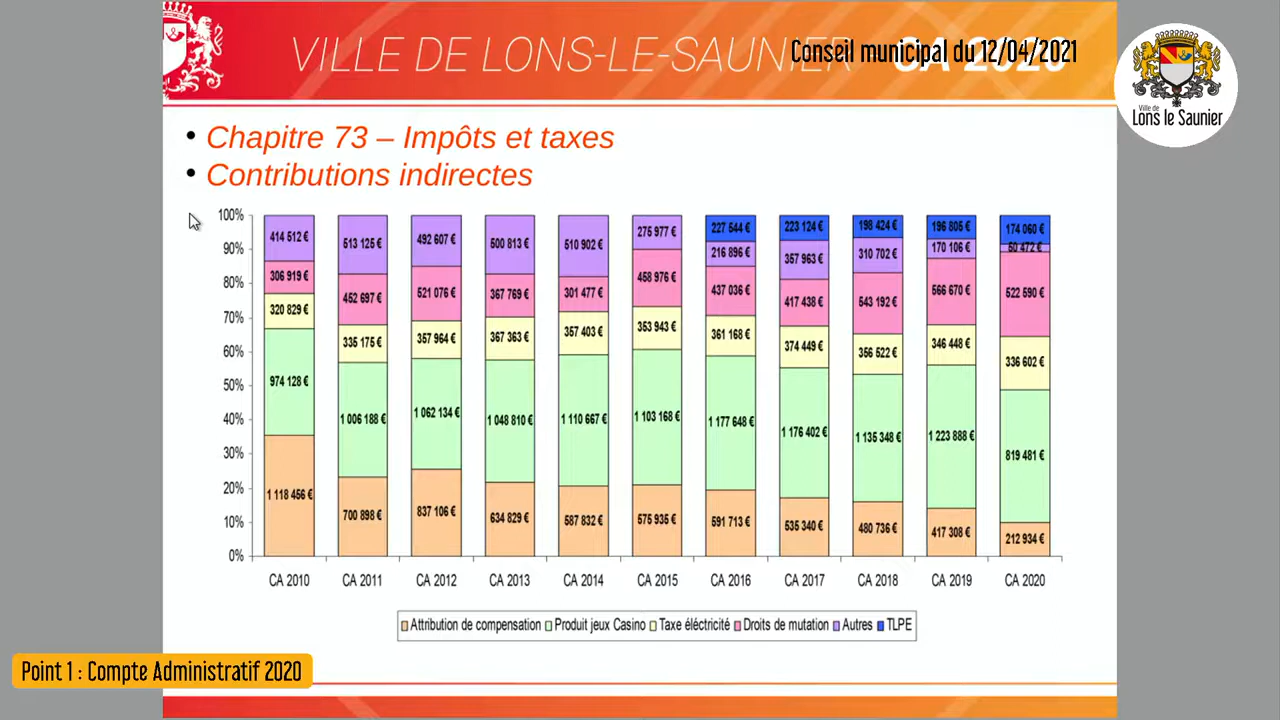 VILLE DE LONS-LE-SAUNIER CA 2020
Conseil municipal du 12/04/2021
Ville de
Lons le Saunier
• Chapitre 73 – Impôts et taxes
• Contributions indirectes
100%
90%
80%
70%
60%
50%
40%
30%
20%
10%
0%
414 512 € 513 125 € 492 607 € 500 813 € 510 902 € 275 977 € 227 544 € 223 124 € 198 424 € 196 805 € 174 060 €
216 896 € 357 963 € 310 702 € 170 106 € 50 472 €
306 919 € 452 697 € 521 076 € 367 769 € 301 477 € 458 976 € 437 036 € 417 438 € 543 192 € 566 670 € 522 590 €
320 829 € 335 175 € 357 964 € 367 363 € 357 403 € 353 943 € 361 168 € 374 449 € 356 522 € 346 448 € 336 602 €
974 128 € 1 006 188 € 1 062 134 € 1 048 810 € 1 110 667 € 1 103 168 € 1 177 648 € 1 176 402 € 1 135 348 € 1 223 888 € 819 481 €
1 118 456 € 700 898 € 837 106 € 634 829 € 587 832 € 575 935 € 591 713 € 535 340 € 480 736 € 417 308 € 212 934 €
CA 2010 CA 2011 CA 2012 CA 2013 CA 2014 CA 2015 CA 2016 CA 2017 CA 2018 CA 2019 CA 2020
Attribution de compensation Produit jeux Casino Taxe éléctricité Droits de mutation Autres TLPE
Point 1 : Compte Administratif 2020